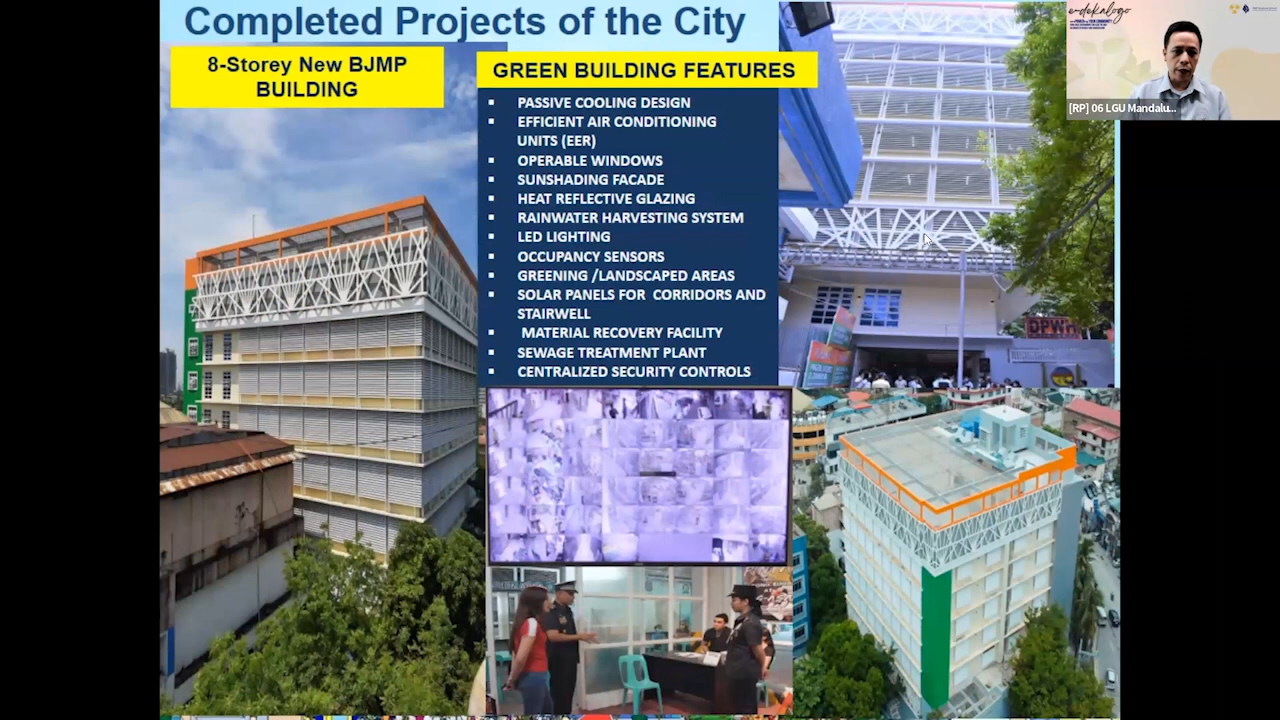 Completed Projects of the City
8-Storey New BJMP
BUILDING
GREEN BUILDING FEATURES
▪ PASSIVE COOLING DESIGN
▪ EFFICIENT AIR CONDITIONING
UNITS (EER)
▪ OPERABLE WINDOWS
▪ SUNSHADING FACADE
▪ HEAT REFLECTIVE GLAZING
▪ RAINWATER HARVESTING SYSTEM
▪ LED LIGHTING
▪ OCCUPANCY SENSORS
▪ GREENING /LANDSCAPED AREAS
▪ SOLAR PANELS FOR CORRIDORS AND
STAIRWELL
▪ MATERIAL RECOVERY FACILITY
▪ SEWAGE TREATMENT PLANT
▪ CENTRALIZED SECURITY CONTROLS
e-dekalogo
[RP] 06 LGU Mandalu...
DPWH